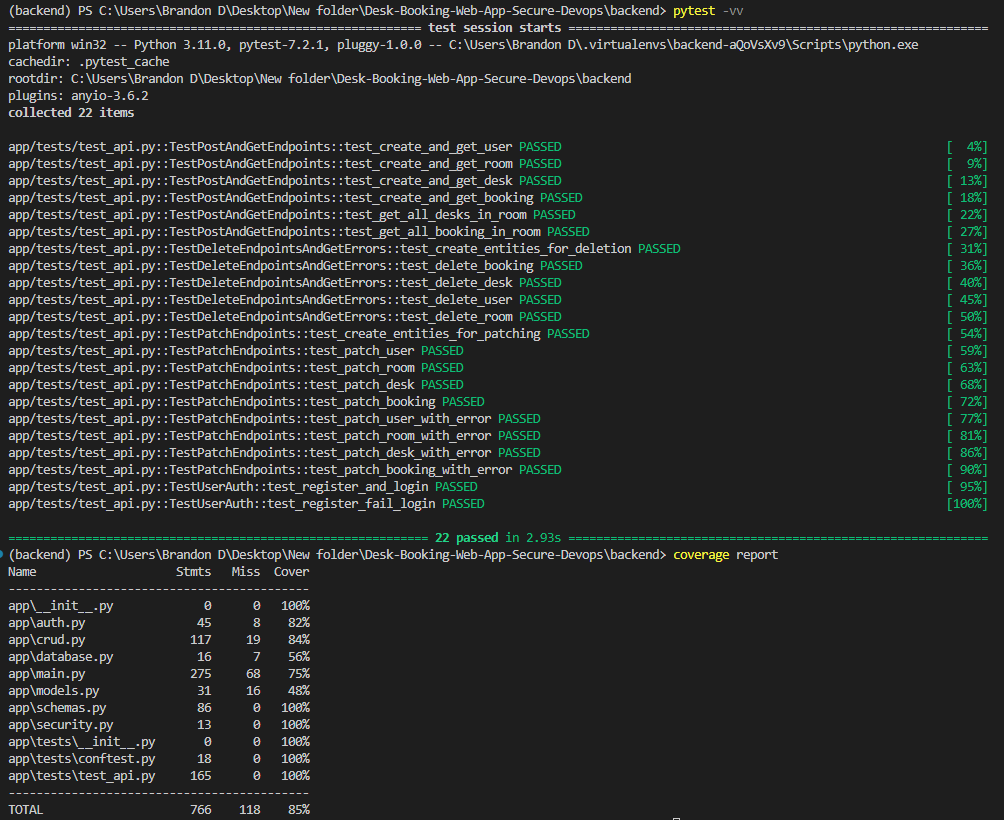 (backend) PS C:\Users\Brandon D\Desktop\New folder\Desk-Booking-Web-App-Secure-Devops\backend> pytest -vv
=========================================================== test session starts ============================================================
platform win32 -- Python 3.11.0, pytest-7.2.1, pluggy-1.0.0 -- C:\Users\Brandon D\.virtualenvs\backend-aQoVsXv9\Scripts\python.exe
cachedir: .pytest_cache
rootdir: C:\Users\Brandon D\Desktop\New folder\Desk-Booking-Web-App-Secure-Devops\backend
plugins: anyio-3.6.2
collected 22 items
app/tests/test_api.py::TestPostAndGetEndpoints::test_create_and_get_user PASSED [  4%]
app/tests/test_api.py::TestPostAndGetEndpoints::test_create_and_get_room PASSED [  9%]
app/tests/test_api.py::TestPostAndGetEndpoints::test_create_and_get_desk PASSED [ 13%]
app/tests/test_api.py::TestPostAndGetEndpoints::test_create_and_get_booking PASSED [ 18%]
app/tests/test_api.py::TestPostAndGetEndpoints::test_get_all_desks_in_room PASSED [ 22%]
app/tests/test_api.py::TestPostAndGetEndpoints::test_get_all_booking_in_room PASSED [ 27%]
app/tests/test_api.py::TestDeleteEndpointsAndGetErrors::test_create_entities_for_deletion PASSED [ 31%]
app/tests/test_api.py::TestDeleteEndpointsAndGetErrors::test_delete_booking PASSED [ 36%]
app/tests/test_api.py::TestDeleteEndpointsAndGetErrors::test_delete_desk PASSED [ 40%]
app/tests/test_api.py::TestDeleteEndpointsAndGetErrors::test_delete_user PASSED [ 45%]
app/tests/test_api.py::TestDeleteEndpointsAndGetErrors::test_delete_room PASSED [ 50%]
app/tests/test_api.py::TestPatchEndpoints::test_create_entities_for_patching PASSED [ 54%]
app/tests/test_api.py::TestPatchEndpoints::test_patch_user PASSED [ 59%]
app/tests/test_api.py::TestPatchEndpoints::test_patch_room PASSED [ 63%]
app/tests/test_api.py::TestPatchEndpoints::test_patch_desk PASSED [ 68%]
app/tests/test_api.py::TestPatchEndpoints::test_patch_booking PASSED [ 72%]
app/tests/test_api.py::TestPatchEndpoints::test_patch_user_with_error PASSED [ 77%]
app/tests/test_api.py::TestPatchEndpoints::test_patch_room_with_error PASSED [ 81%]
app/tests/test_api.py::TestPatchEndpoints::test_patch_desk_with_error PASSED [ 86%]
app/tests/test_api.py::TestPatchEndpoints::test_patch_booking_with_error PASSED [ 90%]
app/tests/test_api.py::TestUserAuth::test_register_and_login PASSED [ 95%]
app/tests/test_api.py::TestUserAuth::test_register_fail_login PASSED [100%]
============================================================ 22 passed in 2.93s ============================================================
(backend) PS C:\Users\Brandon D\Desktop\New folder\Desk-Booking-Web-App-Secure-Devops\backend> coverage report
Name                    Stmts   Miss  Cover
-------------------------------------------
app\__init__.py             0      0   100%
app\auth.py                45      8    82%
app\crud.py               117     19    84%
app\database.py            16      7    56%
app\main.py               275     68    75%
app\models.py              31     16    48%
app\schemas.py             86      0   100%
app\security.py            13      0   100%
app\tests\__init__.py       0      0   100%
app\tests\conftest.py      18      0   100%
app\tests\test_api.py     165      0   100%
-------------------------------------------
TOTAL                     766    118    85%